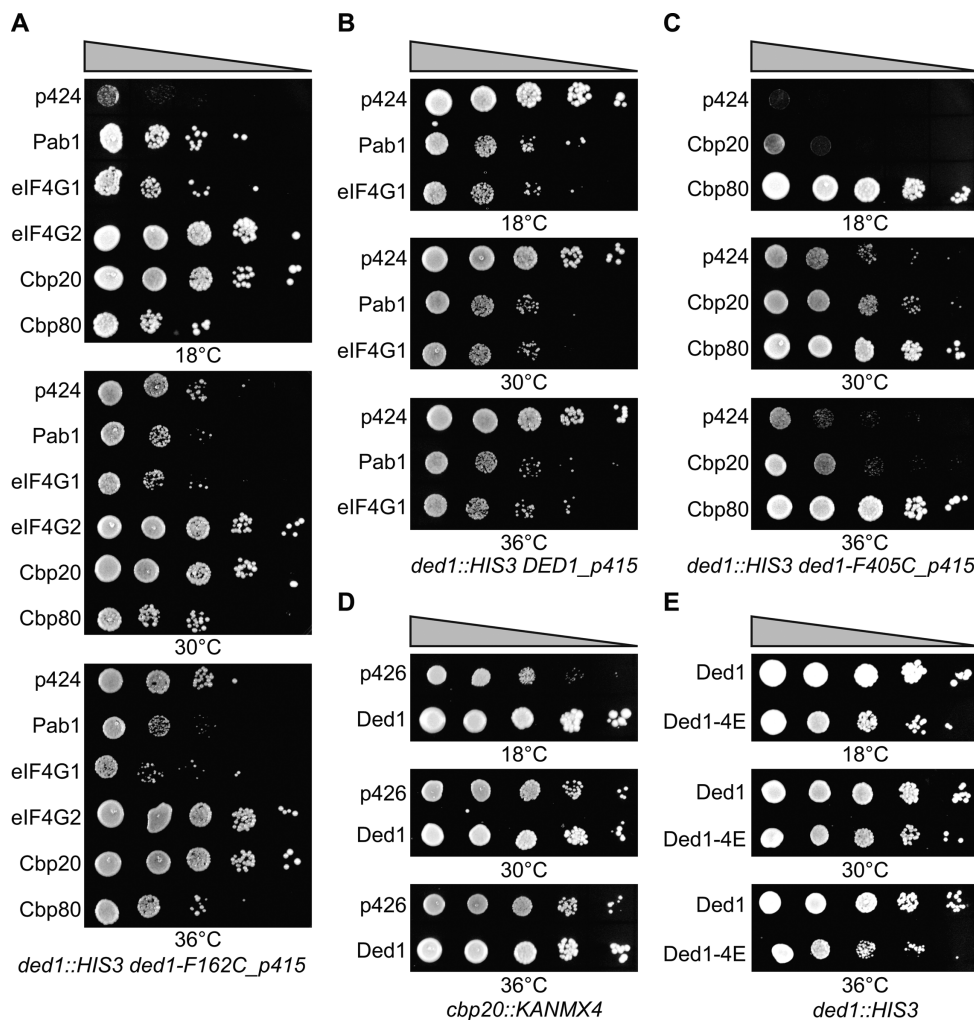 A
p424
Pab1
eIF4G1
eIF4G2
Cbp20
Cbp80
18°C
p424
Pab1
eIF4G1
eIF4G2
Cbp20
Cbp80
30°C
p424
Pab1
eIF4G1
eIF4G2
Cbp20
Cbp80
36°C
ded1::HIS3 ded1-F162C_p415
B
p424
Pab1
eIF4G1
18°C
p424
Pab1
eIF4G1
30°C
p424
Pab1
eIF4G1
36°C
ded1::HIS3 DED1_p415
C
p424
Cbp20
Cbp80
18°C
p424
Cbp20
Cbp80
30°C
p424
Cbp20
Cbp80
36°C
ded1::HIS3 ded1-F405C_p415
D
p426
Ded1
18°C
p426
Ded1
30°C
p426
Ded1
36°C
cbp20::KANMX4
E
Ded1
Ded1-4E
18°C
Ded1
Ded1-4E
30°C
Ded1
Ded1-4E
36°C
ded1::HIS3